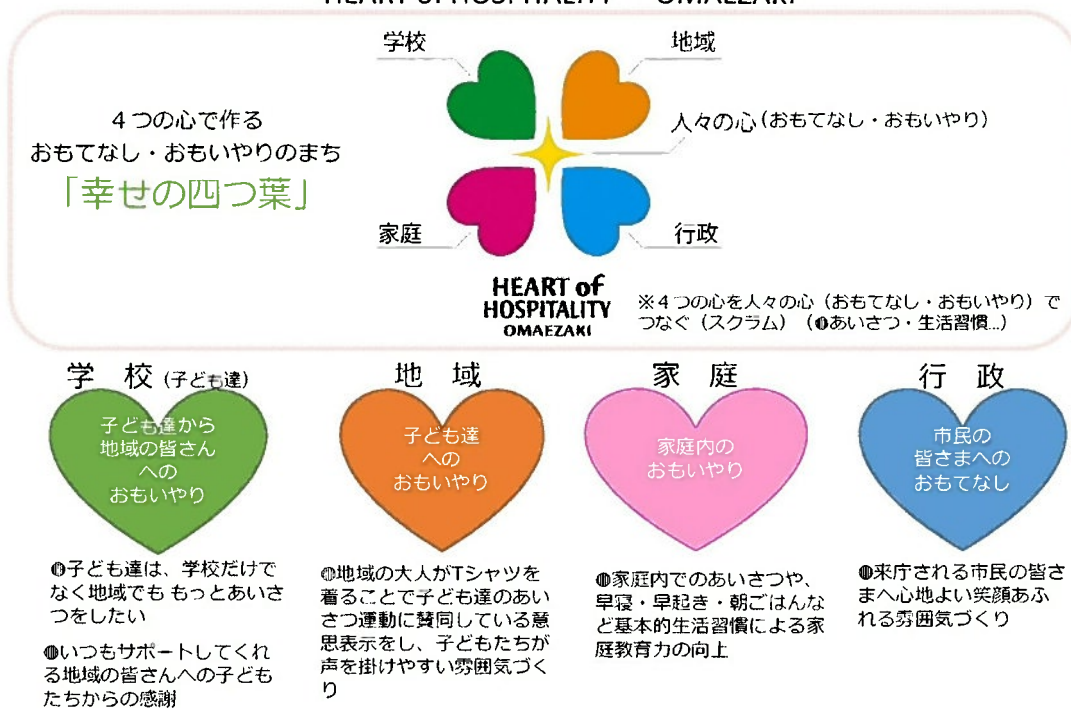 HEART of HOSPITALITY OMAEZAKI
学校
地域
4つの心で作る
おもてなし・おもいやりのまち
「幸せの四つ葉」
人々の心(おもてなし・おもいやり)
家庭
行政
HEART of
HOSPITALITY
OMAEZAKI
※4つの心を人々の心(おもてなし・おもいやり)で
つなぐ(スクラム) (●あいさつ・生活習慣...)
学 校(子ども達)
子ども達から
地域の皆さん
への
おもいやり
●子ども達は、学校だけで
なく地域でも もっとあいさ
つをしたい
●いつもサポートしてくれ
る地域の皆さんへの子ども
たちからの感謝
地 域
子ども達
への
おもいやり
●地域の大人がTシャツを
着ることで子ども達のあい
さつ運動に賛同している意
思表示をし、子どもたちが
声を掛けやすい雰囲気づく
り
家 庭
家庭内の
おもいやり
●家庭内でのあいさつや、
早寝・早起き・朝ごはんな
ど基本的生活習慣による家
庭教育力の向上
行 政
市民の
皆さまへの
おもてなし
●来庁される市民の皆さ
まへ心地よい笑顔あふ
れる雰囲気づくり